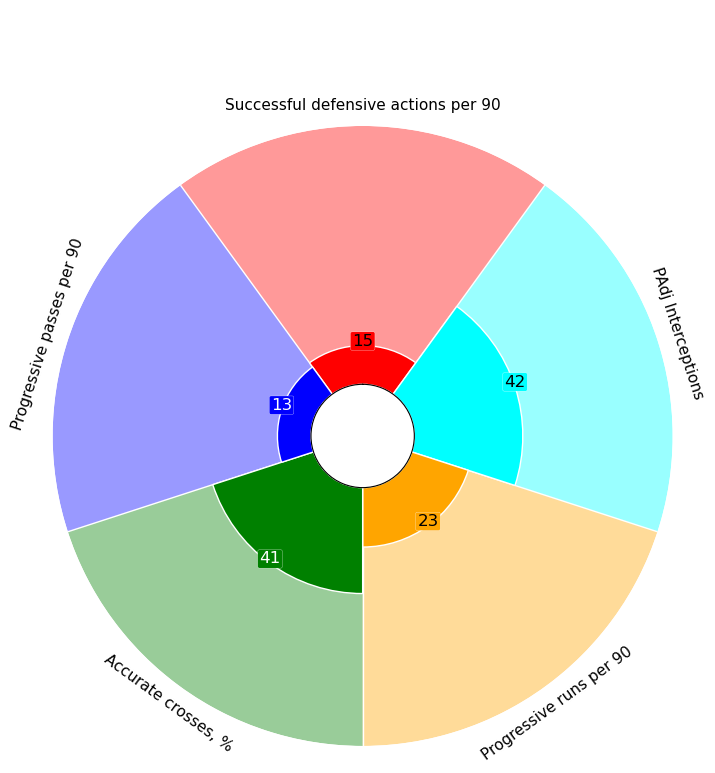 Successful defensive actions per 90
PAdj Interceptions
Progressive runs per 90
Accurate crosses, %
Progressive passes per 90
15
42
23
41
13